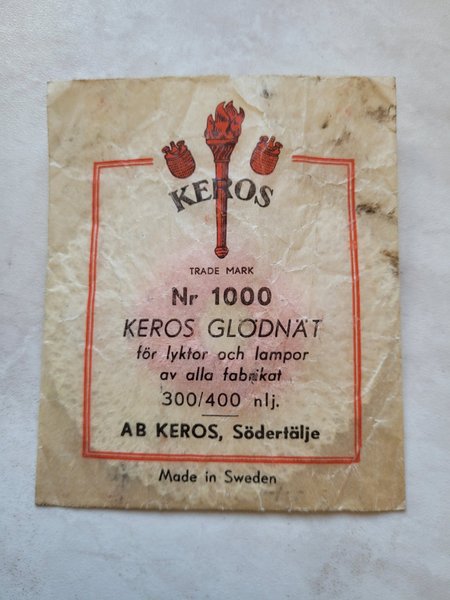 KEROS
TRADE MARK
Nr 1000
KEROS GLÖDNÄT
för lyktor och lampor
av alla fabrikat
300/400 nlj.
AB KEROS, Södertälje
Made in Sweden